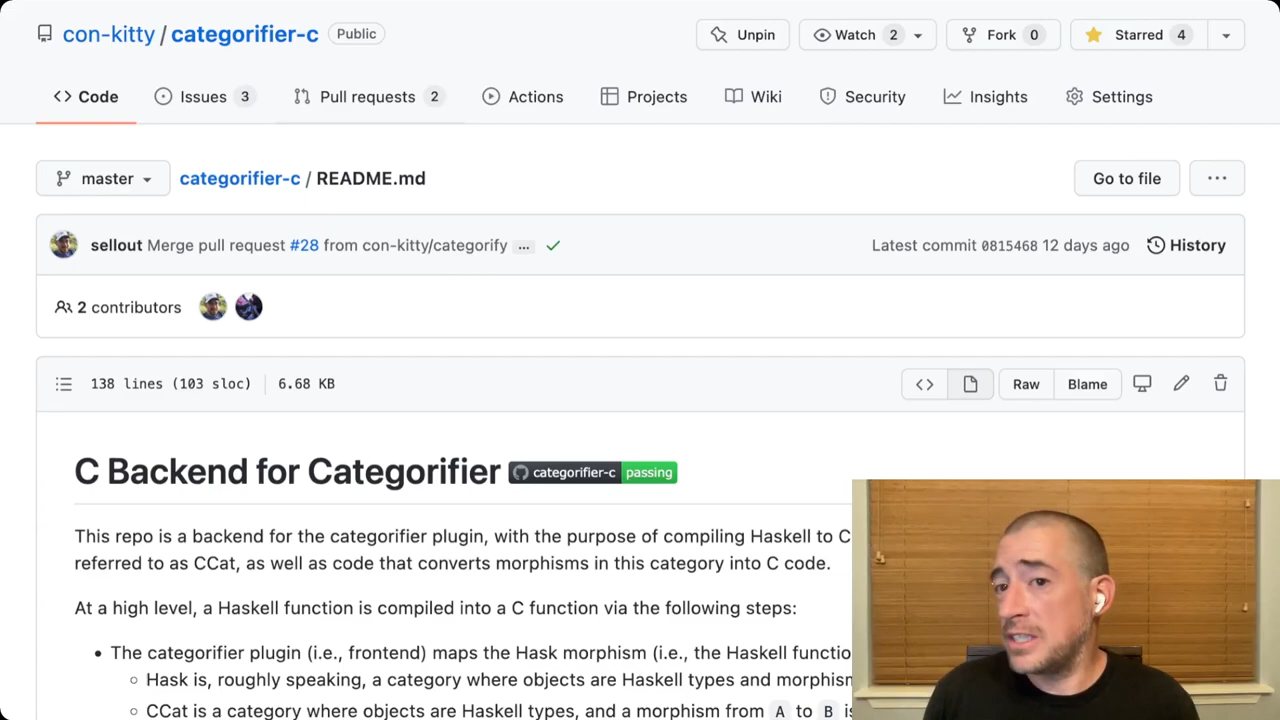 con-kitty / categorifier-c Public Unpin Watch 2 Fork 0 Starred 4
Code Issues 3 Pull requests 2 Actions Projects Wiki Security Insights Settings
master categorifier-c / README.md Go to file ...
sellout Merge pull request #28 from con-kitty/categorify ... Latest commit 0815468 12 days ago History
2 contributors
138 lines (103 sloc) 6.68 KB <> Raw Blame
C Backend for Categorifier categorifier-c passing
This repo is a backend for the categorifier plugin, with the purpose of compiling Haskell to C
referred to as CCat, as well as code that converts morphisms in this category into C code.
At a high level, a Haskell function is compiled into a C function via the following steps:
• The categorifier plugin (i.e., frontend) maps the Hask morphism (i.e., the Haskell functio
○ Hask is, roughly speaking, a category where objects are Haskell types and morphism
○ CCat is a category where objects are Haskell types, and a morphism from A to B is